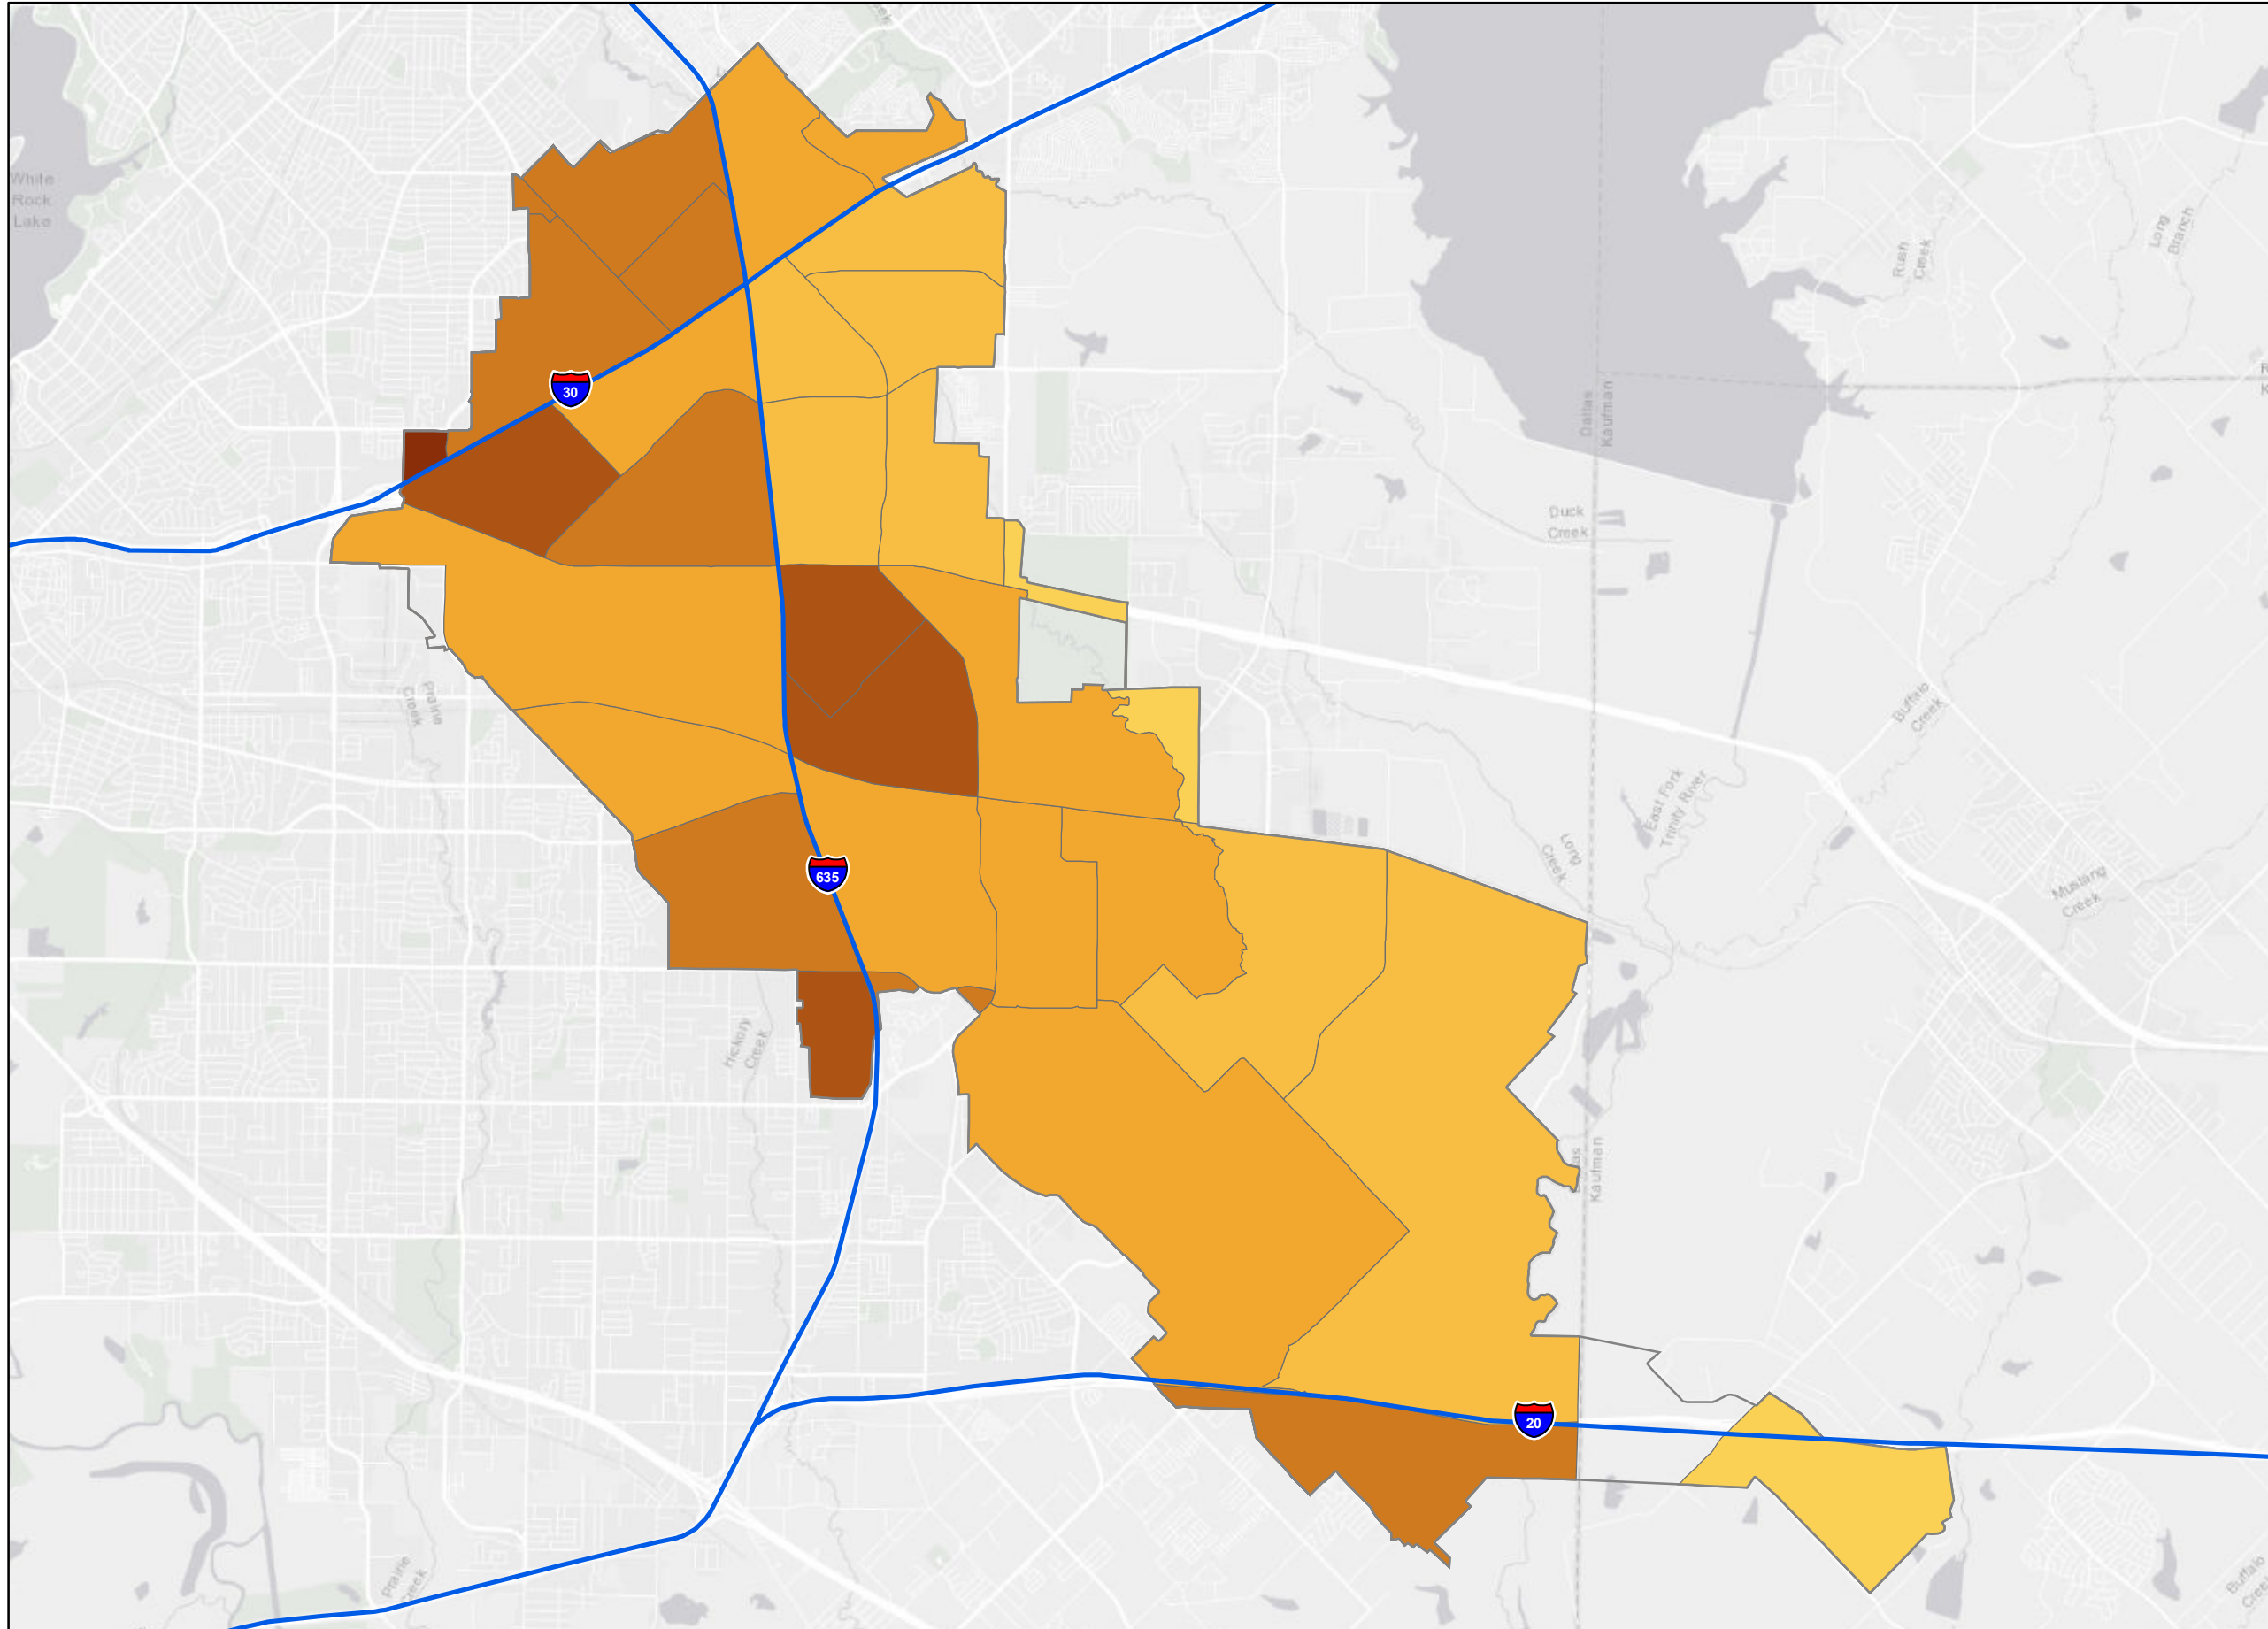 White
Rock
Lake
Rush
Creek
Long
Branch
30
Dallas
Kaufman
Duck
Creek
Prairie
Creek
Buffalo
Creek
East Fork
Trinity River
635
Long
Creek
Mustang
Creek
Hickory
Creek
Kaufman
20
Prairie
Creek
Buffalo